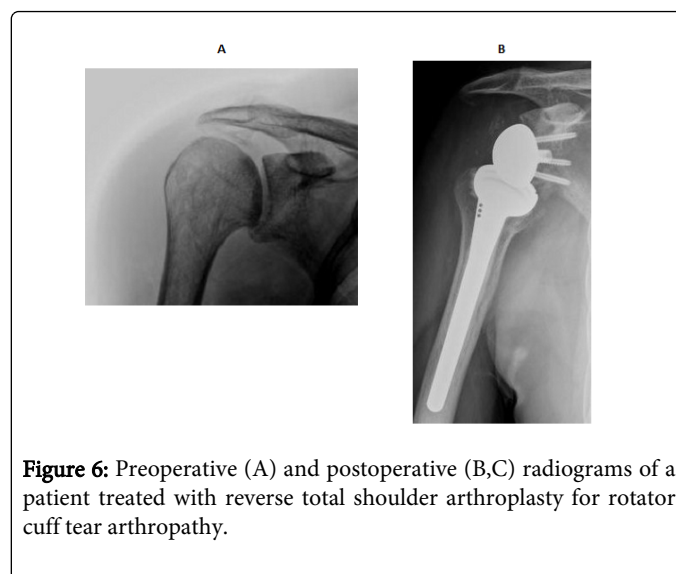 A B
Figure 6: Preoperative (A) and postoperative (B,C) radiograms of a
patient treated with reverse total shoulder arthroplasty for rotator
cuff tear arthropathy.